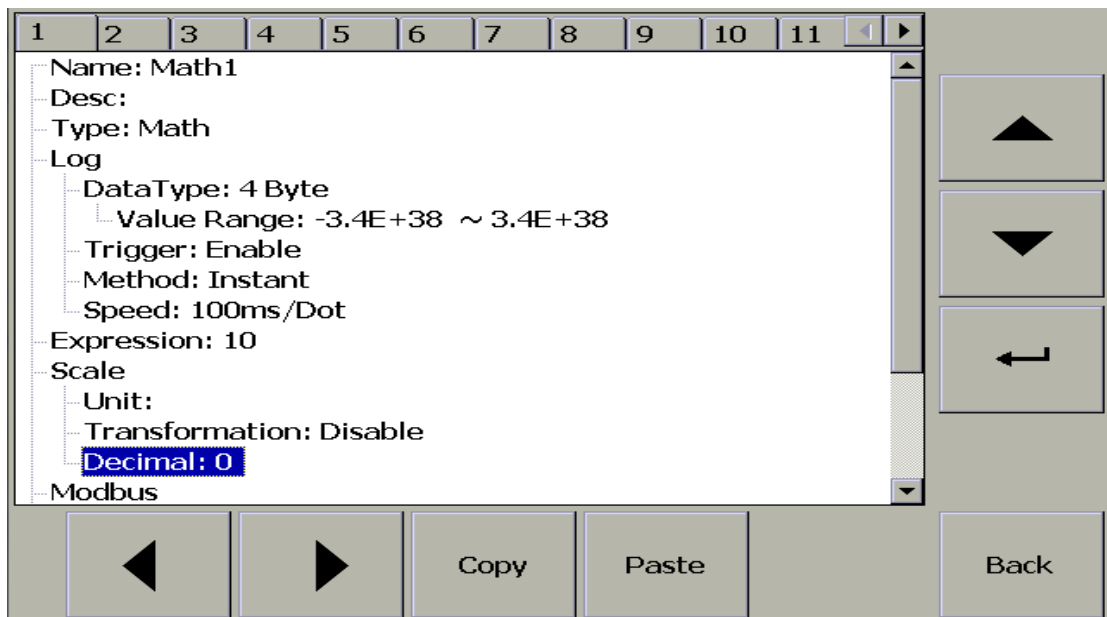 1 2 3 4 5 6 7 8 9 10 11
Name: Math1
Desc:
Type: Math
Log
DataType: 4 Byte
Value Range: -3.4E+38 ~ 3.4E+38
Trigger: Enable
Method: Instant
Speed: 100ms/Dot
Expression: 10
Scale
Unit:
Transformation: Disable
Decimal: 0
Modbus
Copy Paste Back